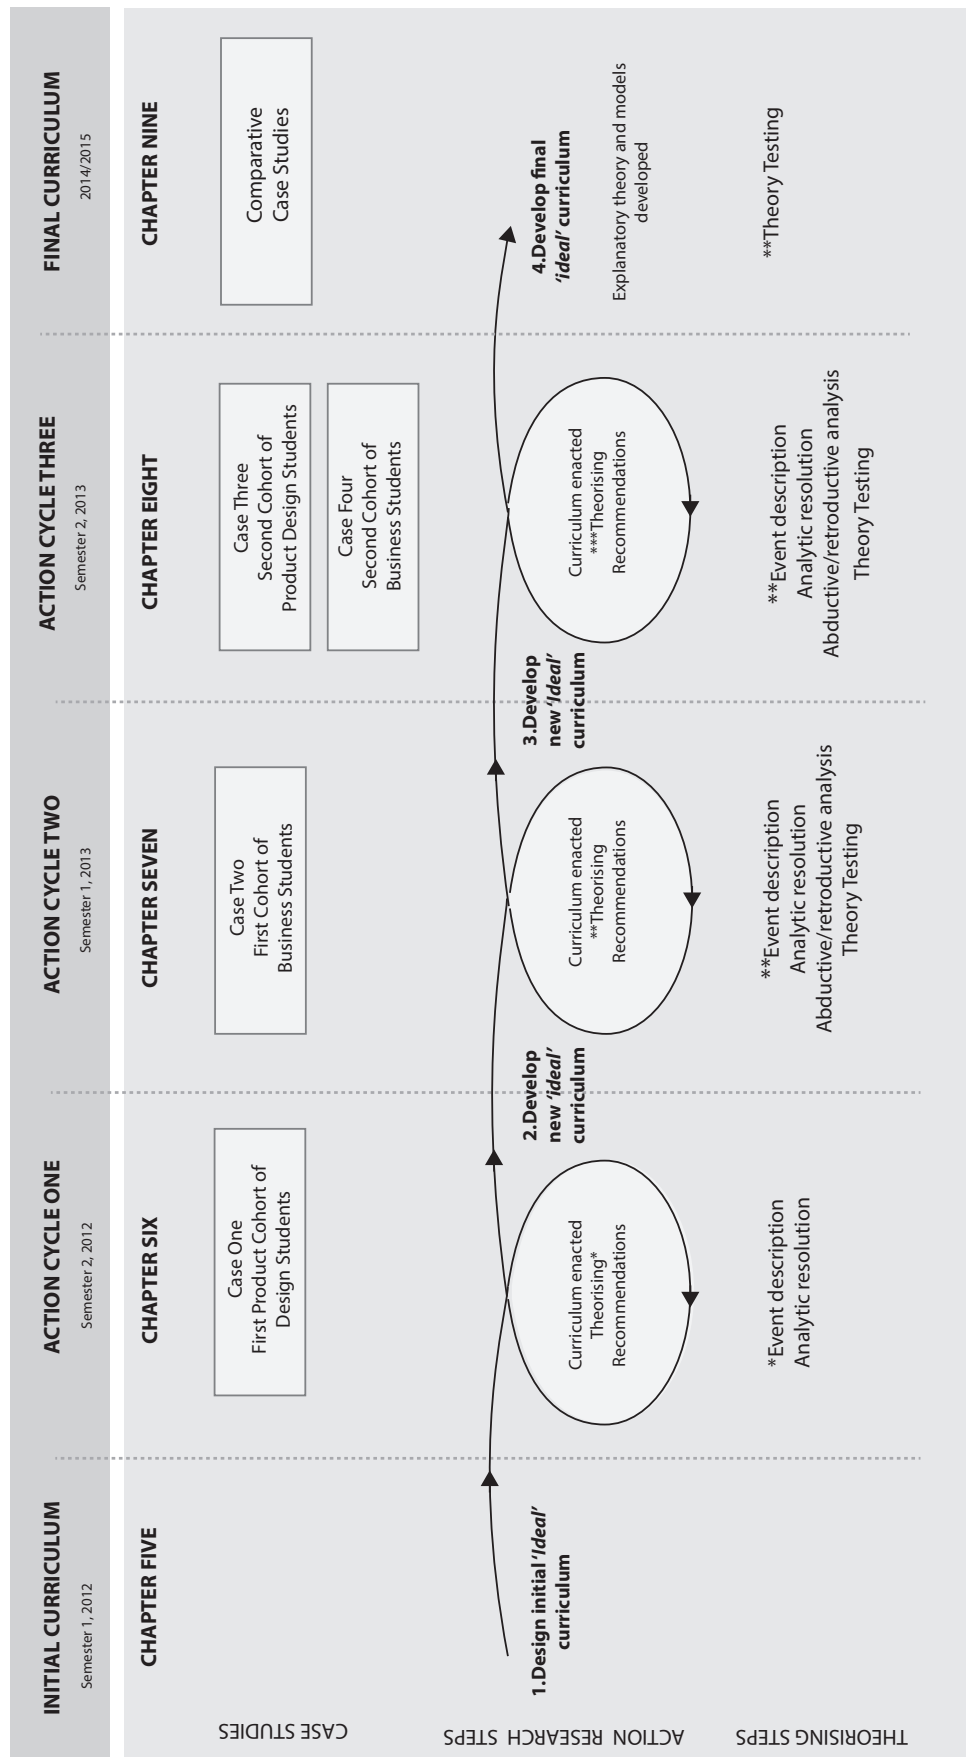 INITIAL CURRICULUM
Semester 1, 2012
ACTION CYCLE ONE
Semester 2, 2012
ACTION CYCLE TWO
Semester 1, 2013
ACTION CYCLE THREE
Semester 2, 2013
FINAL CURRICULUM
2014/2015
CHAPTER FIVE
CHAPTER SIX
CHAPTER SEVEN
CHAPTER EIGHT
CHAPTER NINE
CASE STUDIES
Case One
First Product Cohort of
Design Students
Case Two
First Cohort of
Business Students
Case Three
Second Cohort of
Product Design Students
Case Four
Second Cohort of
Business Students
Comparative
Case Studies
ACTION RESEARCH STEPS
1.Design initial 'Ideal'
curriculum
Curriculum enacted
Theorising*
Recommendations
2.Develop
new 'ideal'
curriculum
Curriculum enacted
**Theorising
Recommendations
3.Develop
new 'Ideal'
curriculum
Curriculum enacted
***Theorising
Recommendations
4.Develop final
'ideal' curriculum
Explanatory theory and models
developed
THEORISING STEPS
*Event description
Analytic resolution
**Event description
Analytic resolution
Abductive/retroductive analysis
Theory Testing
**Event description
Analytic resolution
Abductive/retroductive analysis
Theory Testing
**Theory Testing